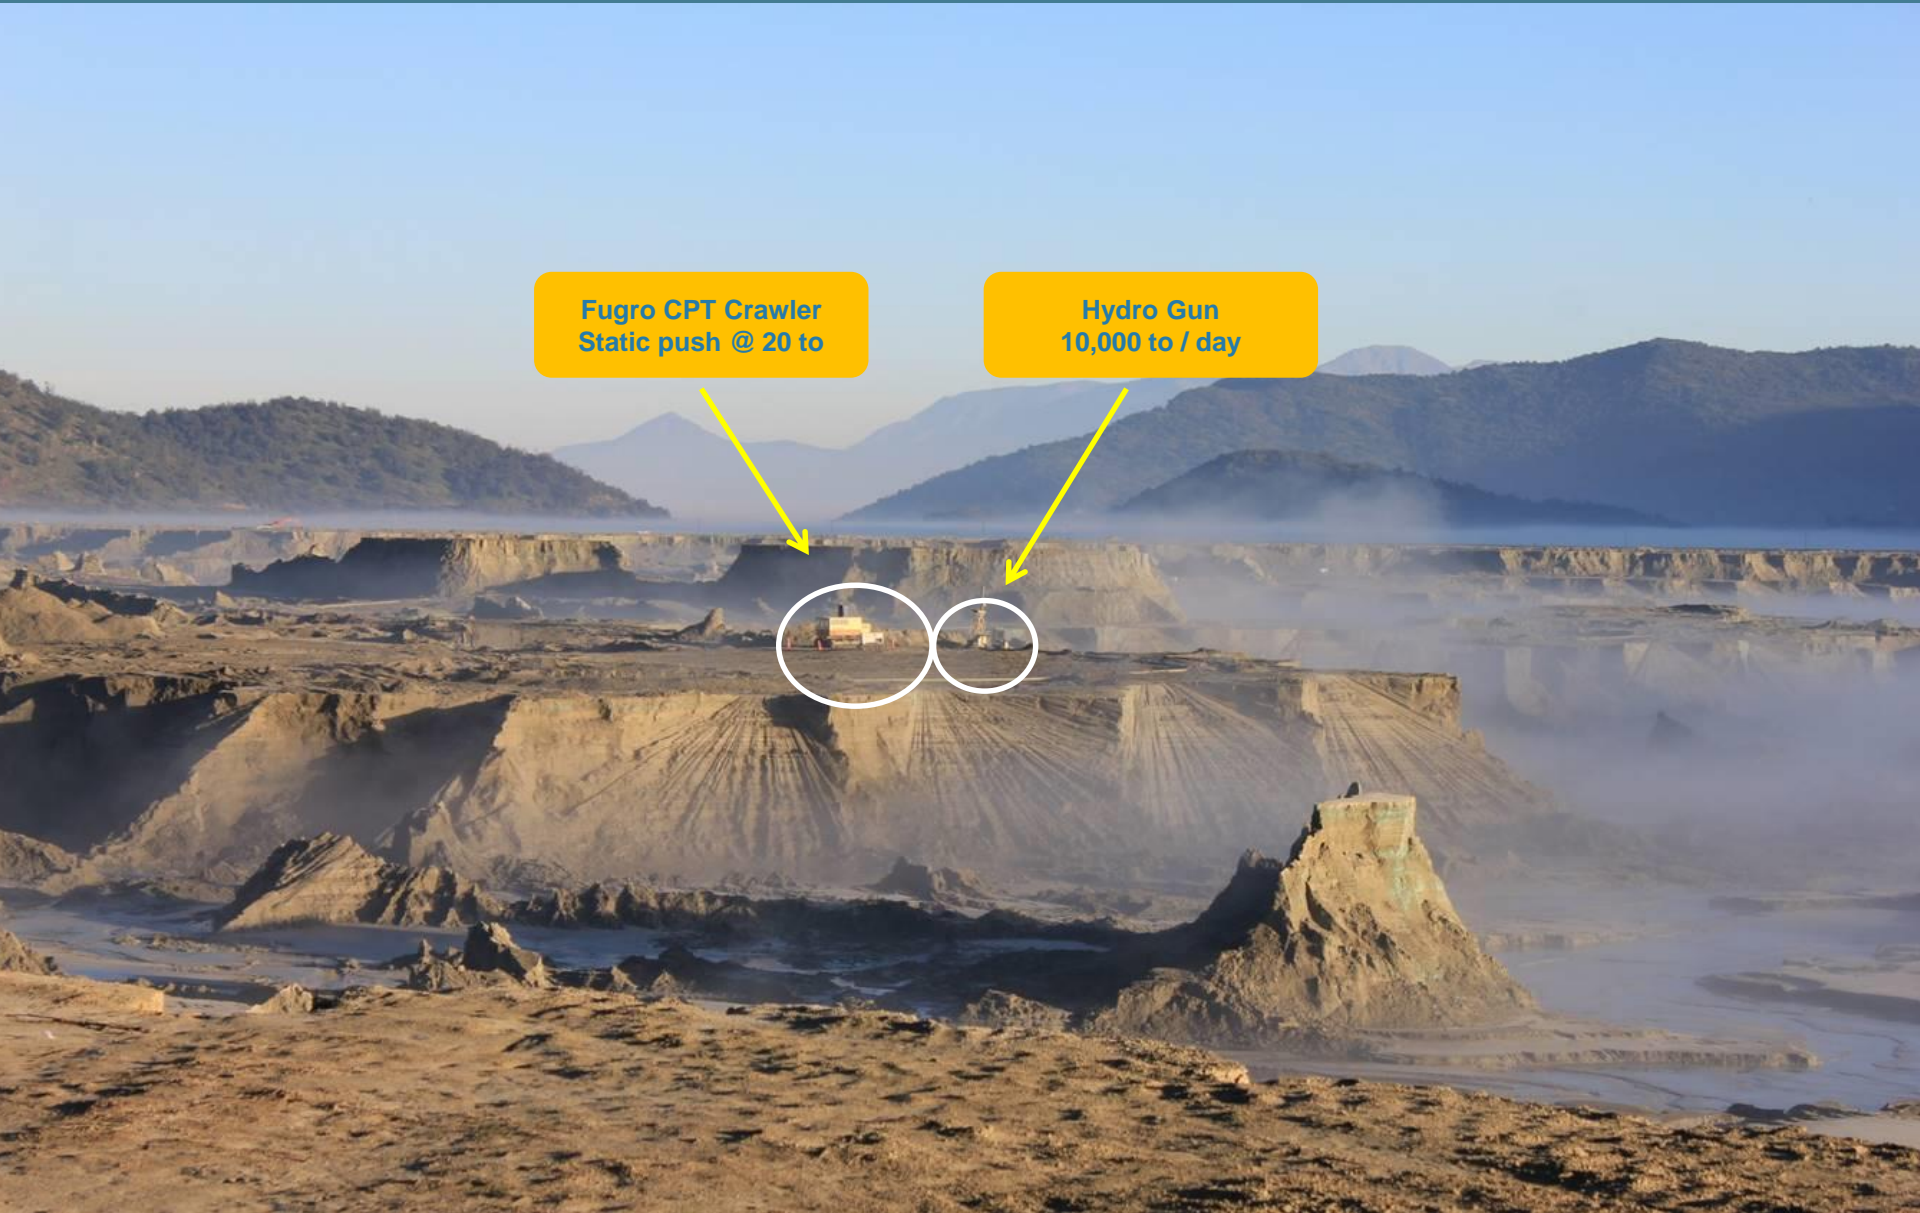 Fugro CPT Crawler
Static push @ 20 to
Hydro Gun
10,000 to / day